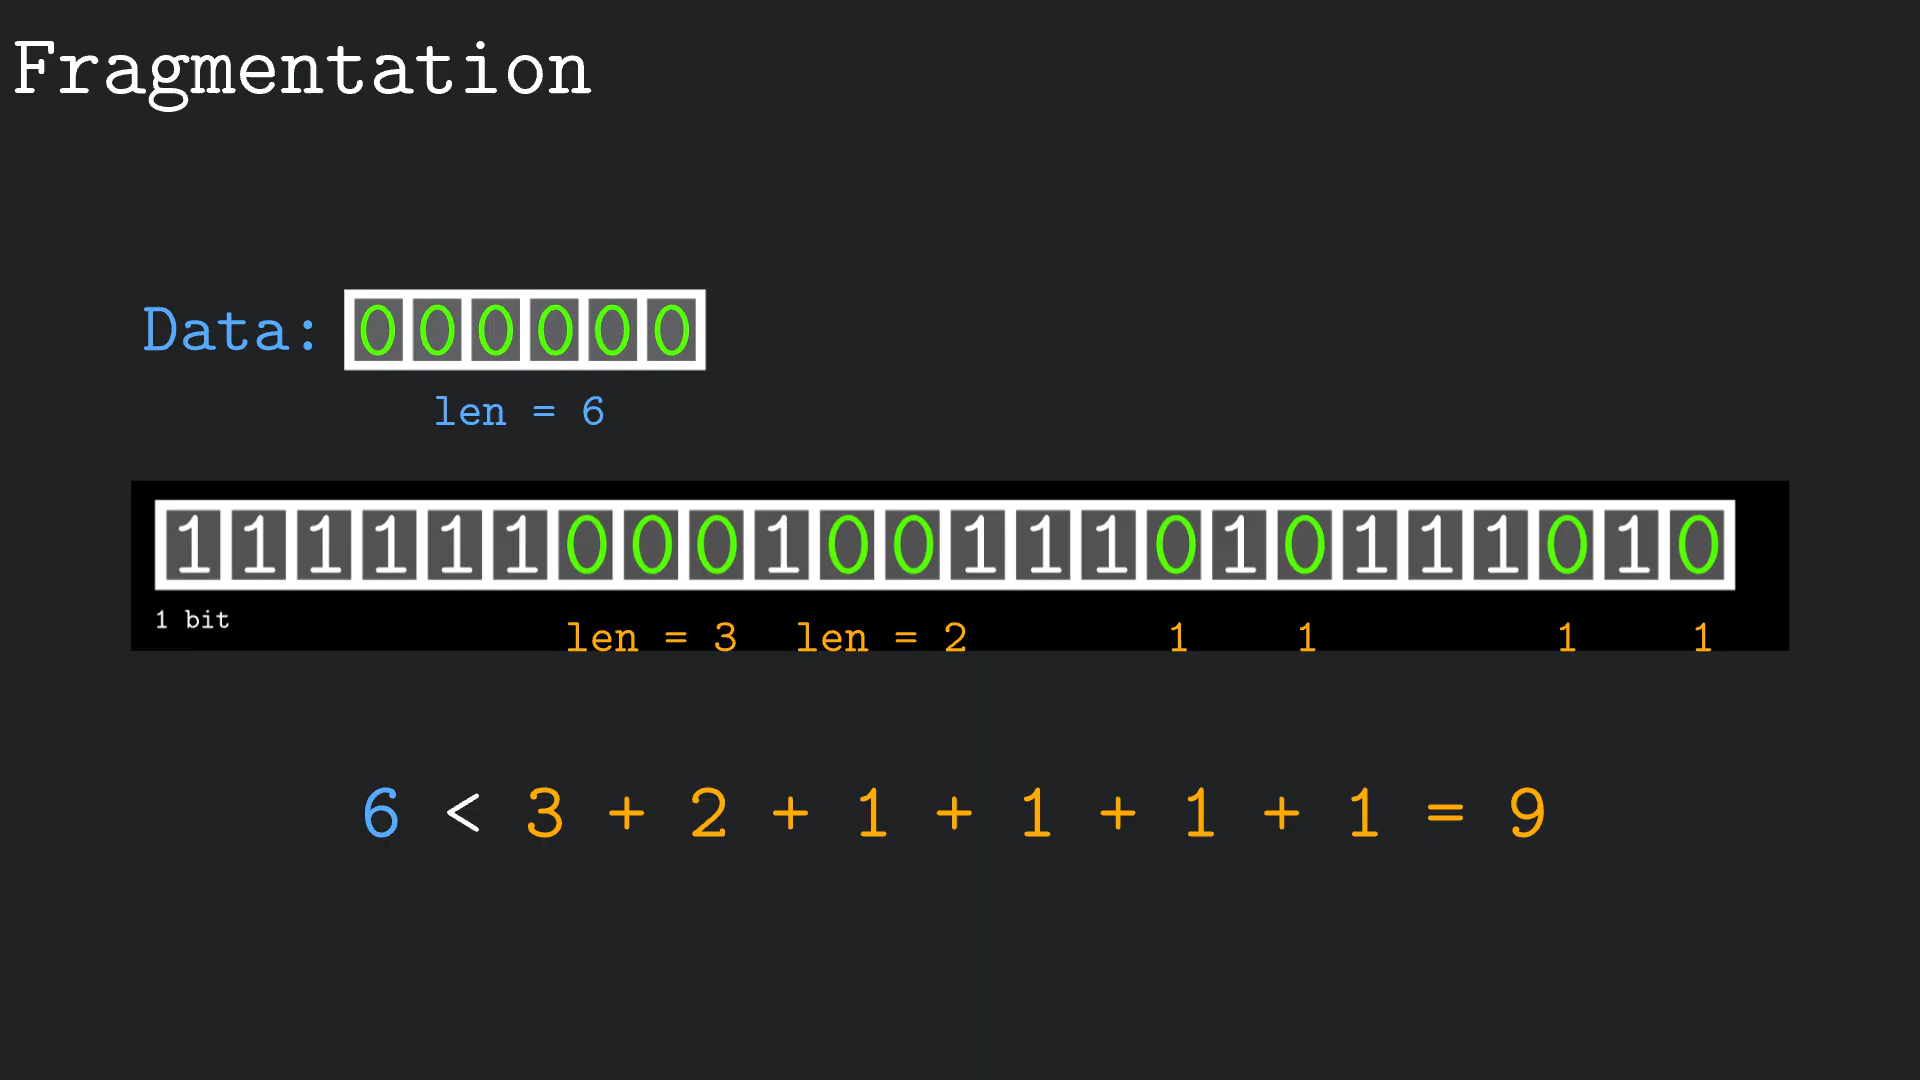 Fragmentation
Data: 000000
len = 6
111111000100111010111010
1 bit
len = 3 len = 2 1 1 1 1
6 < 3 + 2 + 1 + 1 + 1 + 1 = 9